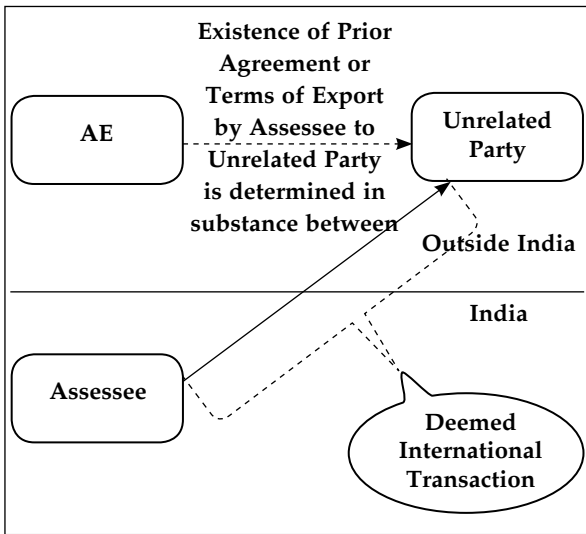 Existence of Prior
Agreement or
Terms of Export
by Assessee to
Unrelated Party
is determined in
substance between
AE
Unrelated
Party
Outside India
India
Assessee
Deemed
International
Transaction